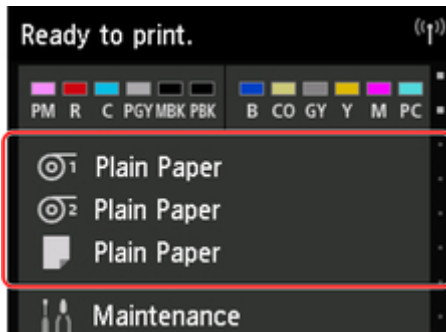 Ready to print.
PM R C PGY MBK PBK B CO GY Y M PC
1 Plain Paper
2 Plain Paper
Plain Paper
Maintenance